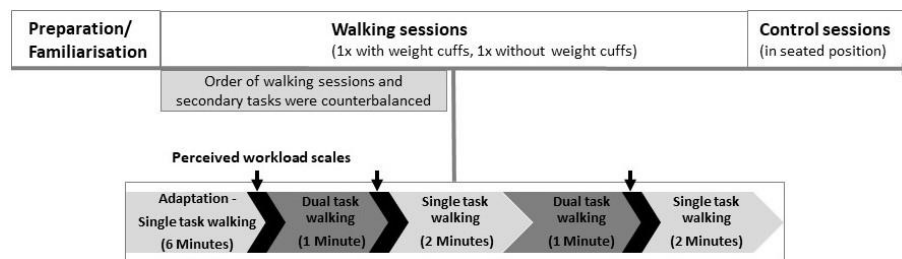 Preparation/
Familiarisation
Walking sessions
(1x with weight cuffs, 1x without weight cuffs)
Control sessions
(in seated position)
Order of walking sessions and
secondary tasks were counterbalanced
Perceived workload scales
Adaptation -
Single task walking
(6 Minutes)
Dual task
walking
(1 Minute)
Single task
walking
(2 Minutes)
Dual task
walking
(1 Minute)
Single task
walking
(2 Minutes)